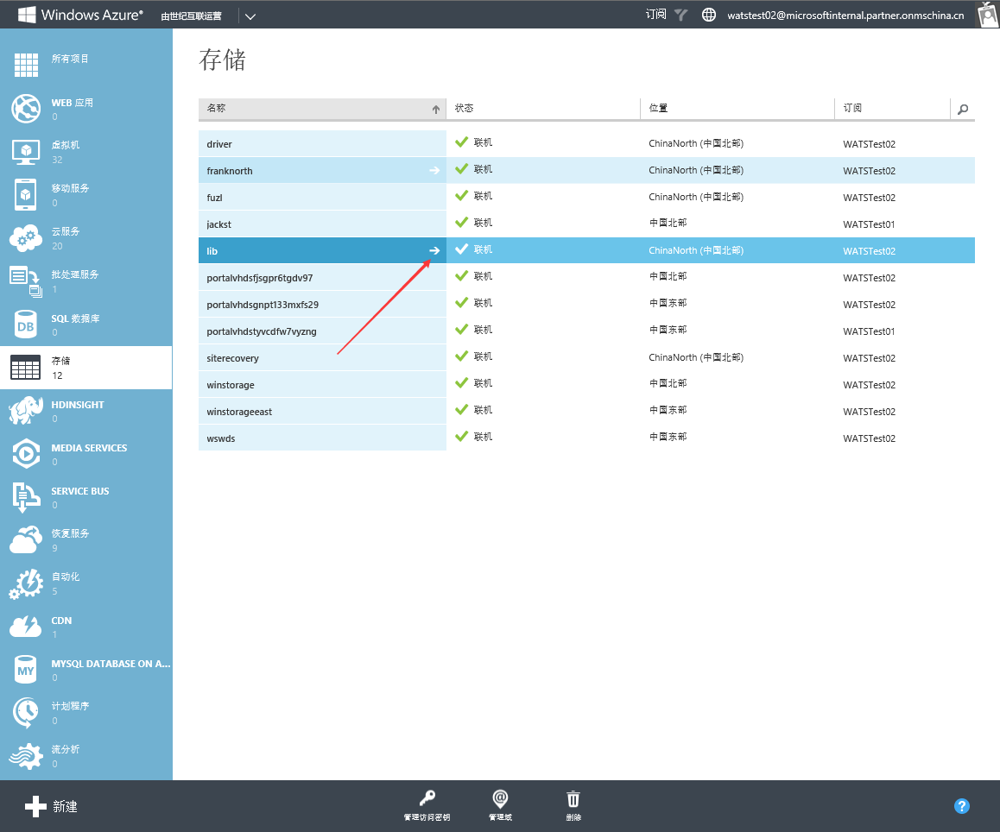 Windows Azure® 由世纪互联运营 订阅 watstest02@microsoftinternal.partner.onmschina.cn
所有项目
WEB 应用
0
虚拟机
32
移动服务
0
云服务
20
批处理服务
1
DB
SQL 数据库
0
存储
12
HDINSIGHT
0
MEDIA SERVICES
0
SERVICE BUS
0
恢复服务
9
自动化
5
CDN
1
MY
MYSQL DATABASE ON A...
0
计划程序
0
流分析
0
存储
名称 状态 位置 订阅
driver 联机 ChinaNorth (中国北部) WATSTest02
franknorth 联机 ChinaNorth (中国北部) WATSTest02
fuzl 联机 ChinaNorth (中国北部) WATSTest02
jackst 联机 中国北部 WATSTest01
lib 联机 ChinaNorth (中国北部) WATSTest02
portalvhdsfjsgpr6tgdv97 联机 中国北部 WATSTest02
portalvhdsgnpt133mxfs29 联机 中国东部 WATSTest02
portalvhdstyvcdfw7vyzng 联机 中国东部 WATSTest01
siterecovery 联机 ChinaNorth (中国北部) WATSTest02
winstorage 联机 中国北部 WATSTest02
winstorageeast 联机 中国东部 WATSTest02
wswds 联机 中国东部 WATSTest02
新建 管理访问密钥 管理域 删除 ?